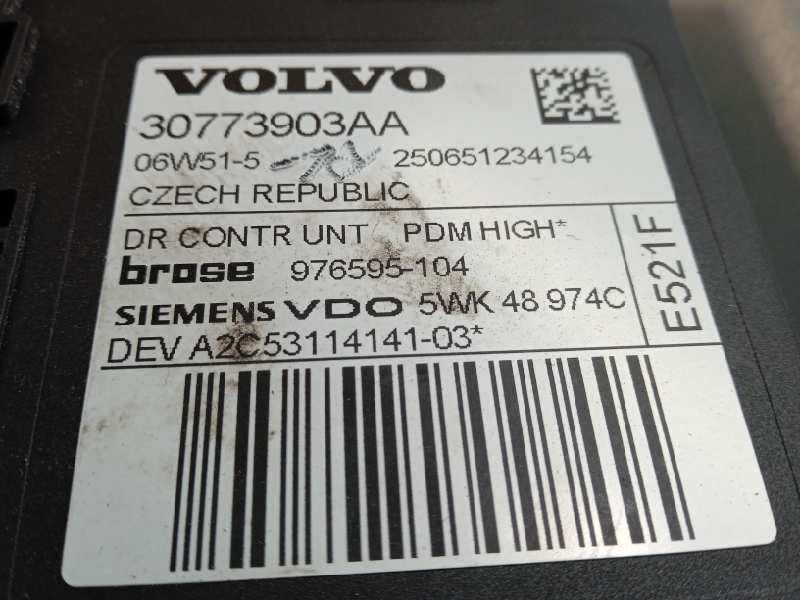 VOLVO
30773903AA
06W51-5 250651234154
CZECH REPUBLIC
DR CONTR UNT PDM HIGH*
brose 976595-104
SIEMENS VDO 5WK 48 974C
DEV A2C53114141-03*
E521F